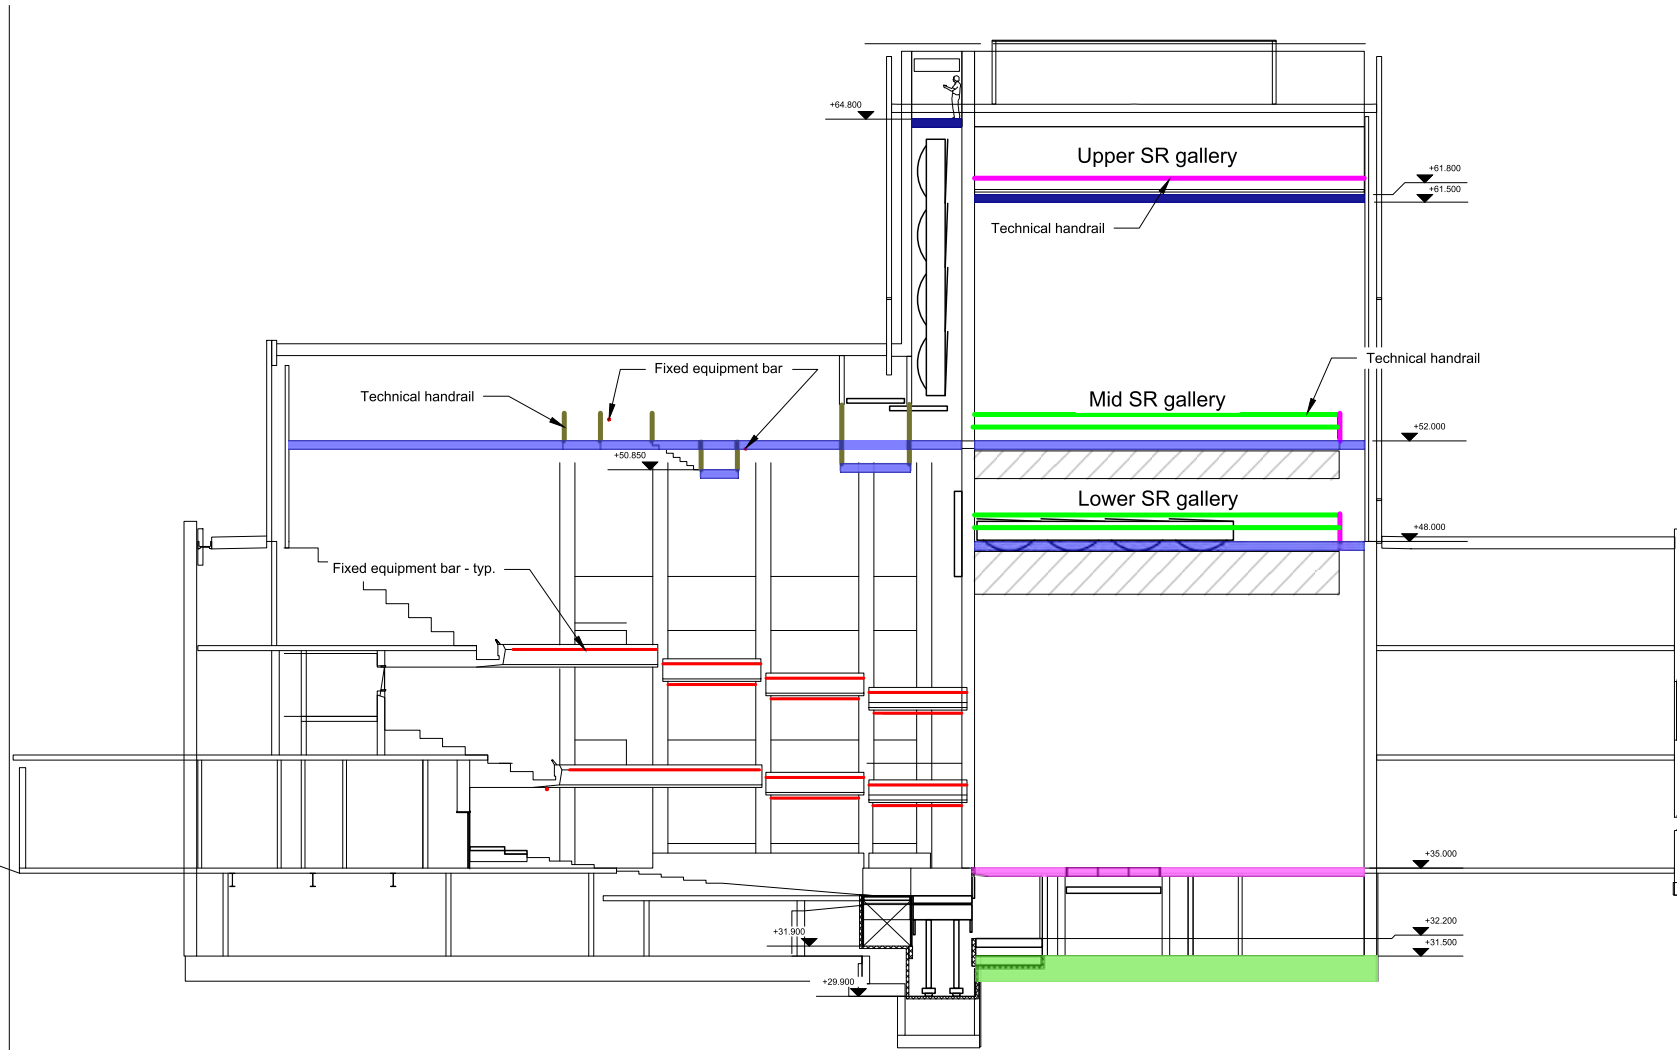 +64.800
Upper SR gallery
+61.800
+61.500
Technical handrail
Technical handrail
Fixed equipment bar
Technical handrail
Mid SR gallery
+52.000
+50.850
Lower SR gallery
+48.000
Fixed equipment bar - typ.
+35.000
+32.200
+31.900
+31.500
+29.900